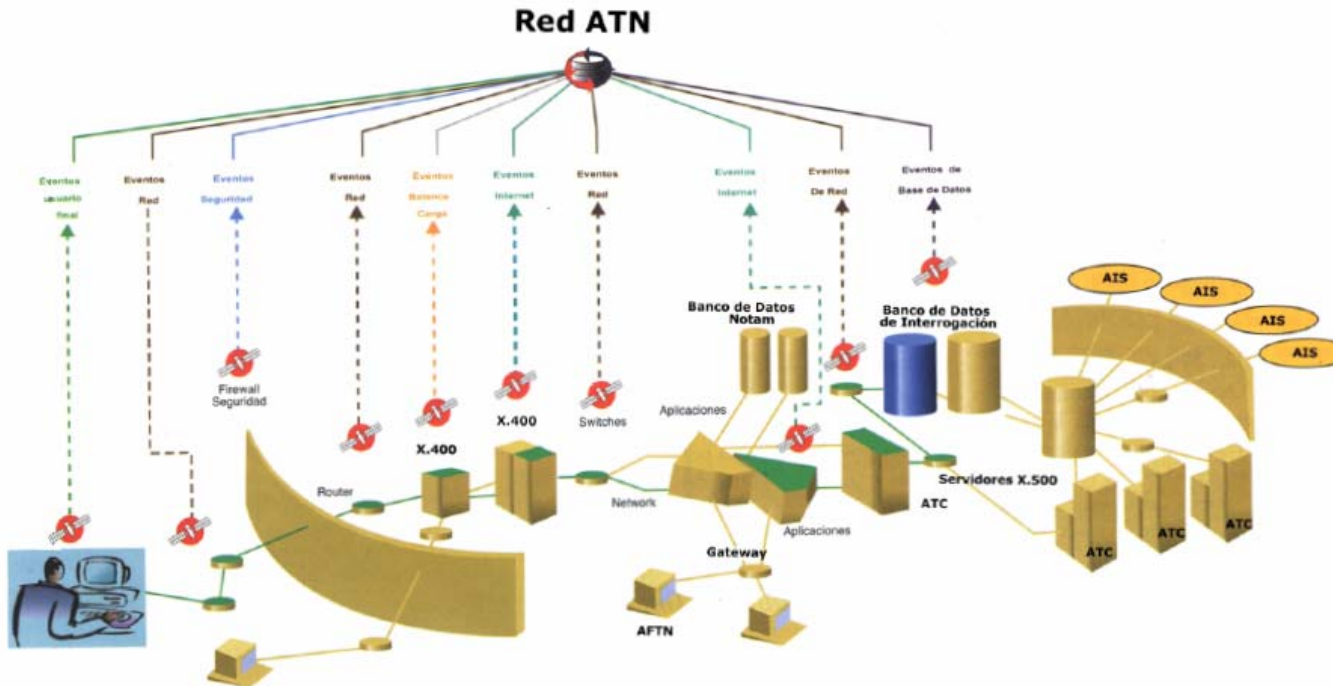 Red ATN
Eventos
usuario
final
Eventos
Red
Eventos
Seguridad
Eventos
Red
Eventos
Balance
Carga
Eventos
Internet
Eventos
Red
Eventos
Internet
Eventos
De Red
Eventos de
Base de Datos
Firewall
Seguridad
X.400
X.400
Switches
Banco de Datos
Notam
Banco de Datos
de Interrogación
AIS
AIS
AIS
AIS
Aplicaciones
Router
Network
Aplicaciones
ATC
Servidores X.500
Gateway
AFTN
ATC
ATC
ATC